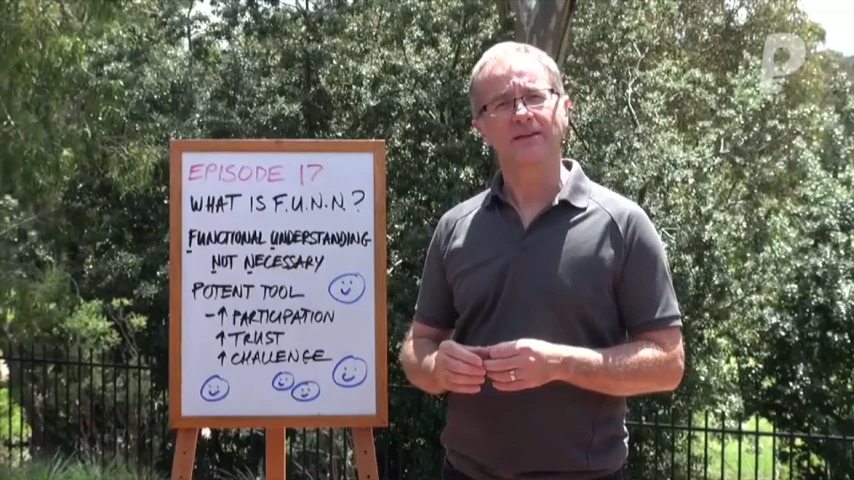 EPISODE 17
WHAT IS F.U.N.N.?
FUNCTIONAL UNDERSTANDING
NOT NECESSARY
POTENT TOOL
-↑ PARTICIPATION
↑ TRUST
↑ CHALLENGE
P